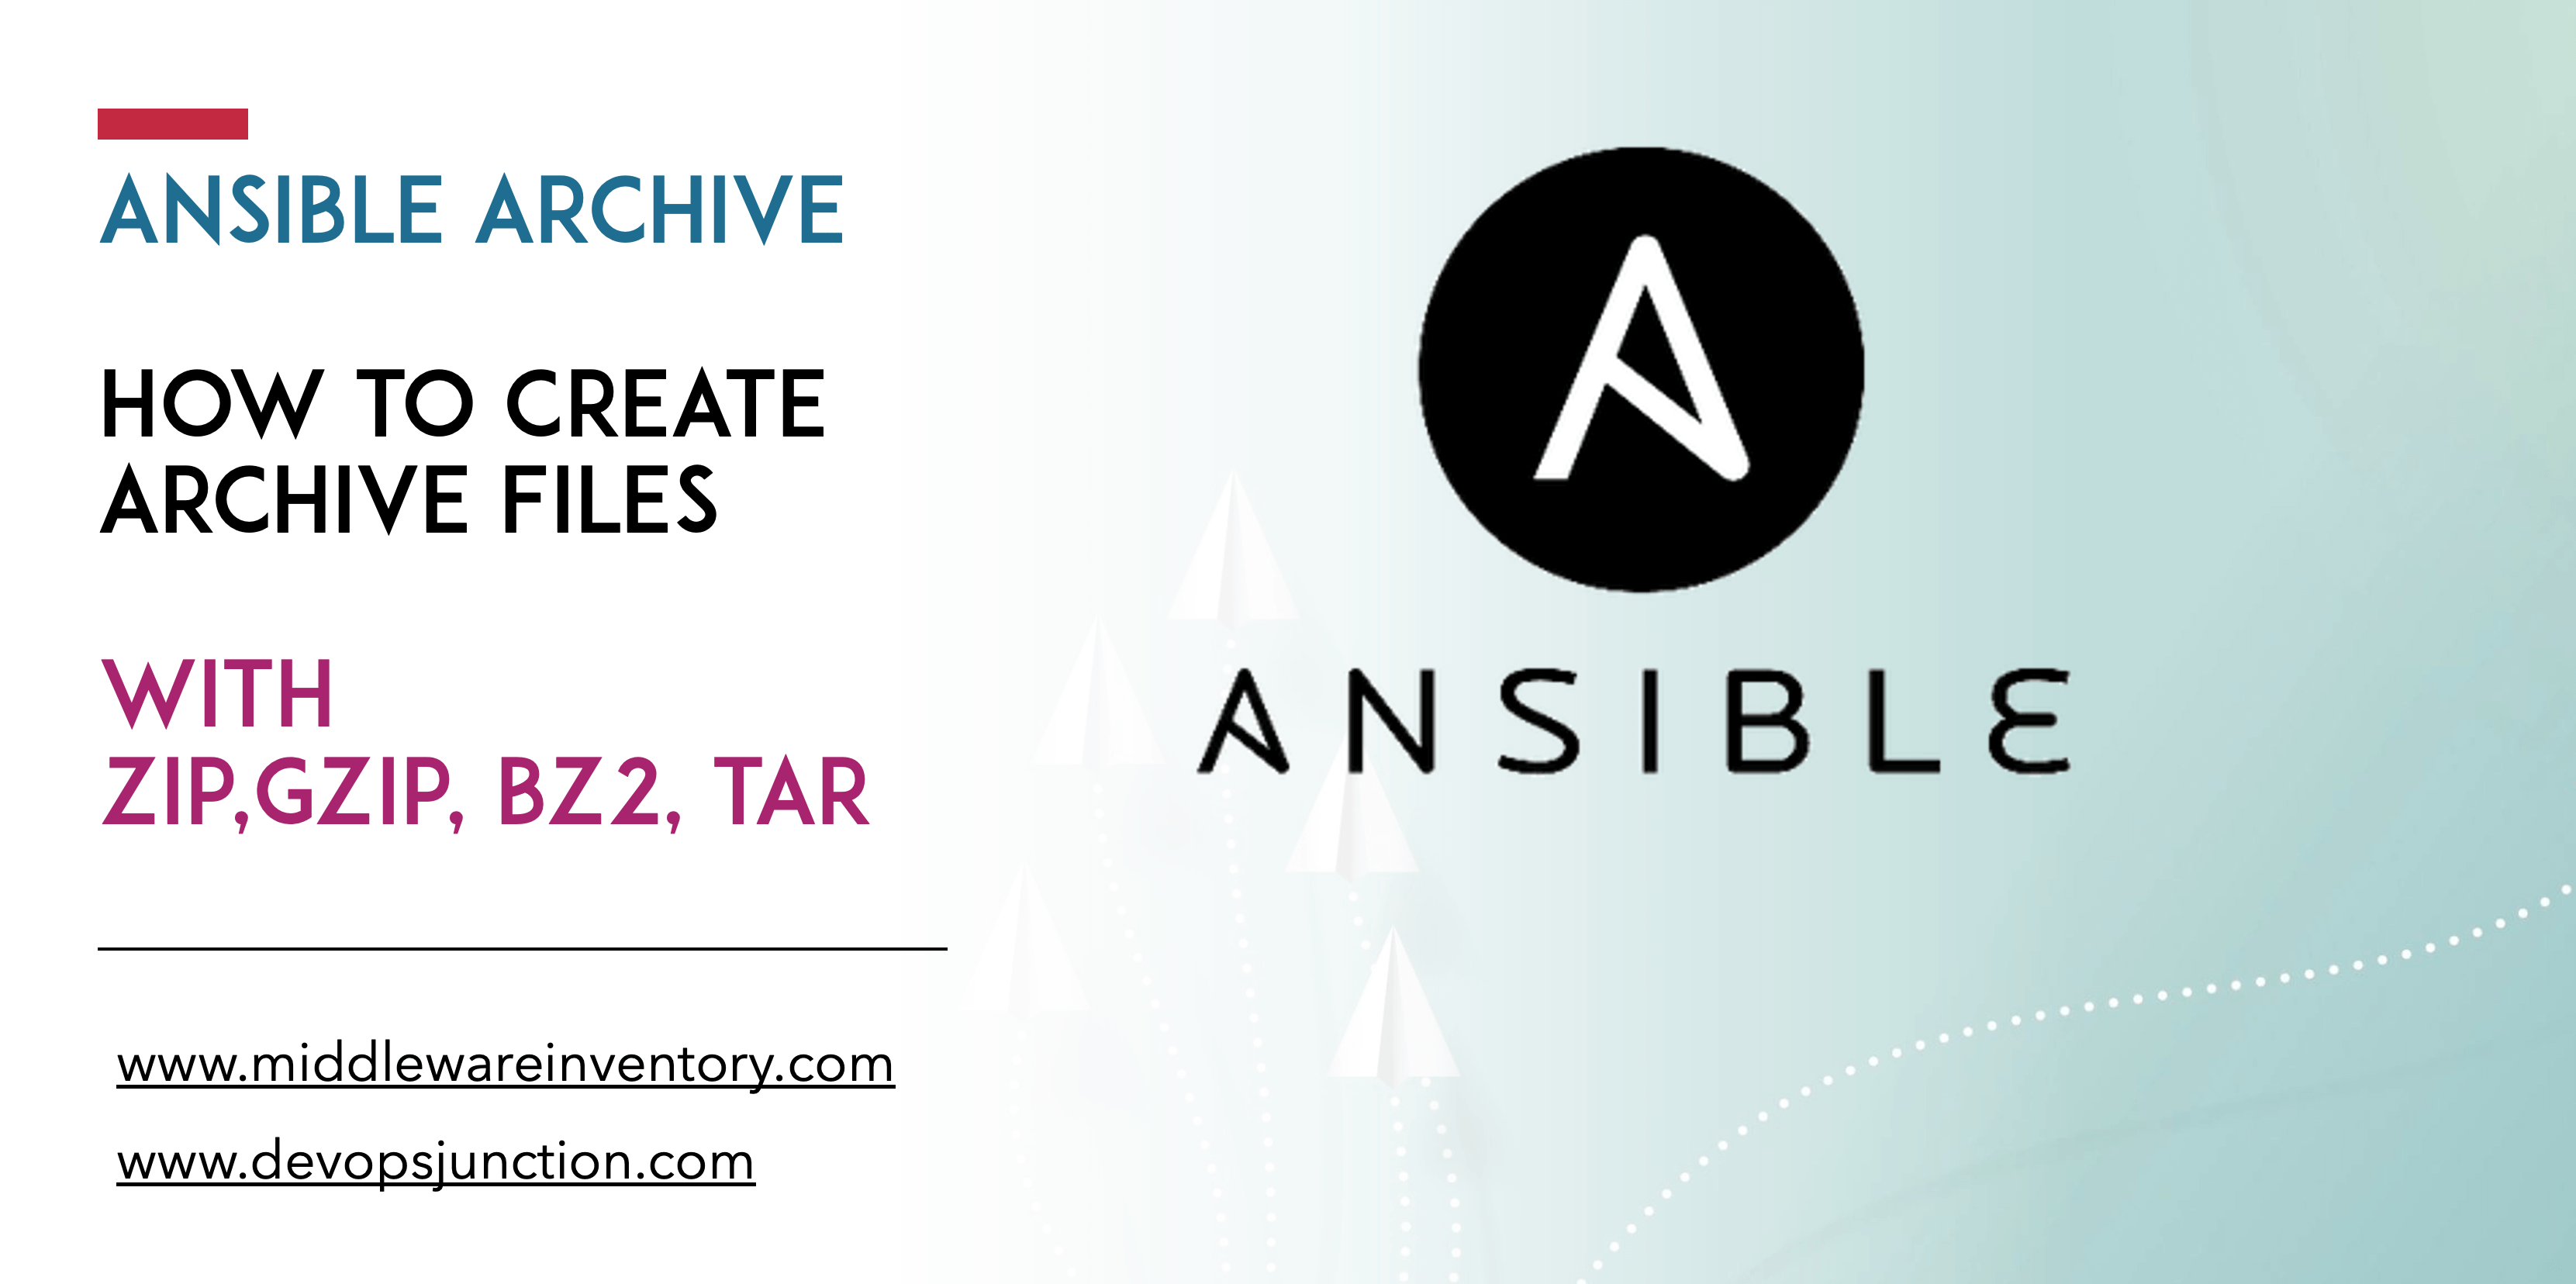 ANSIBLE ARCHIVE
HOW TO CREATE
ARCHIVE FILES
WITH
ZIP,GZIP, BZ2, TAR
www.middlewareinventory.com
www.devopsjunction.com
A
ANSIBLE